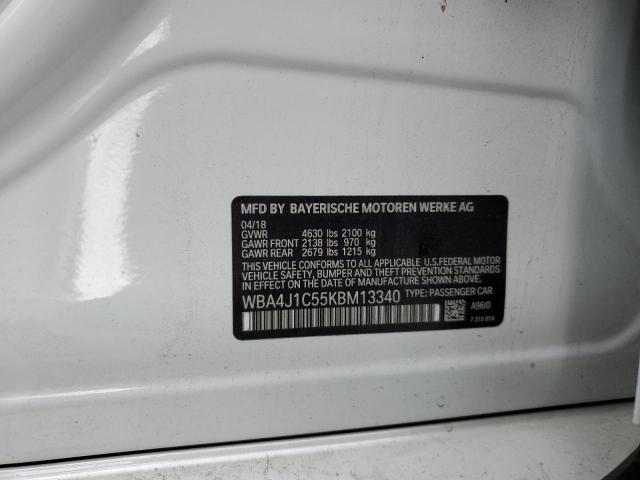 MFD BY BAYERISCHE MOTOREN WERKE AG
04/18
GVWR 4630 lbs 2100 kg
GAWR FRONT 2138 lbs 970 kg
GAWR REAR 2679 lbs 1215 kg
THIS VEHICLE CONFORMS TO ALL APPLICABLE U.S.FEDERAL MOTOR
VEHICLE SAFETY, BUMPER, AND THEFT PREVENTION STANDARDS
IN EFFECT ON THE DATE OF MANUFACTURE SHOWN ABOVE.
WBA4J1C55KBM13340 TYPE: PASSENGER CAR
A96/0